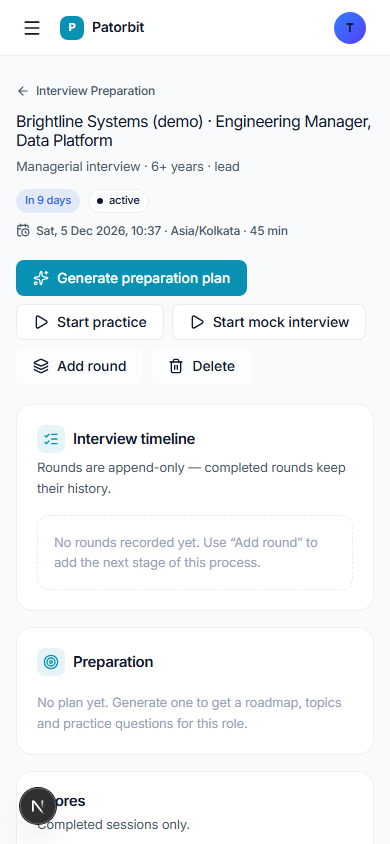 P Patorbit T
Interview Preparation
Brightline Systems (demo) · Engineering Manager,
Data Platform
Managerial interview · 6+ years · lead
In 9 days active
Sat, 5 Dec 2026, 10:37 · Asia/Kolkata · 45 min
Generate preparation plan
Start practice Start mock interview
Add round Delete
Interview timeline
Rounds are append-only — completed rounds keep
their history.
No rounds recorded yet. Use “Add round” to
add the next stage of this process.
Preparation
No plan yet. Generate one to get a roadmap, topics
and practice questions for this role.
N ores
Completed sessions only.